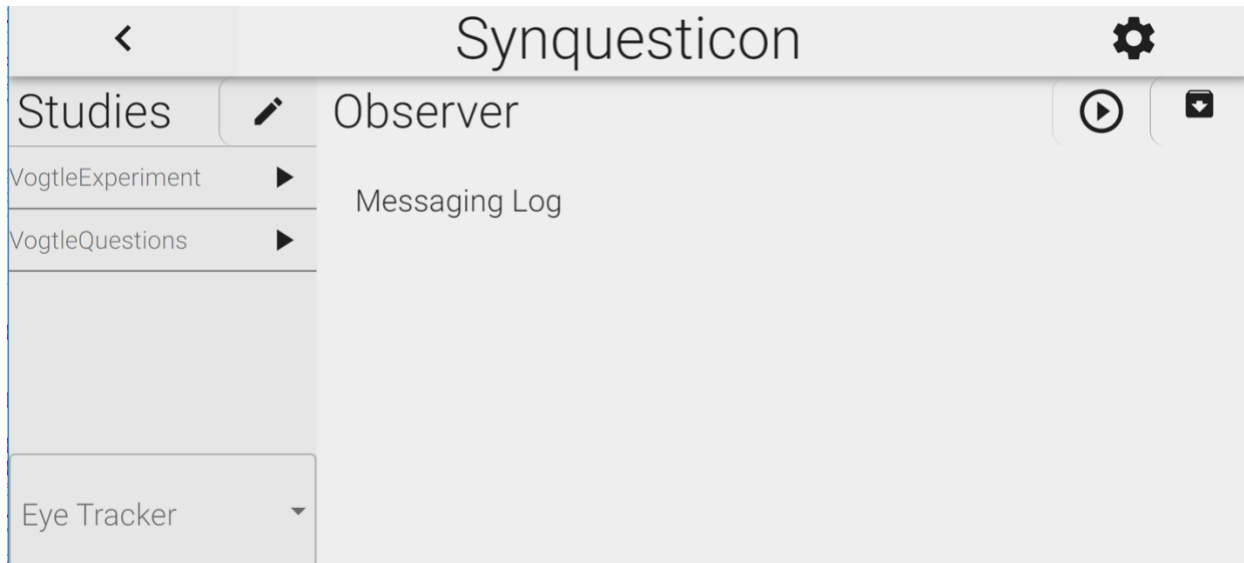 Synquesticon
Studies
Observer
VogtleExperiment
Messaging Log
VogtleQuestions
Eye Tracker